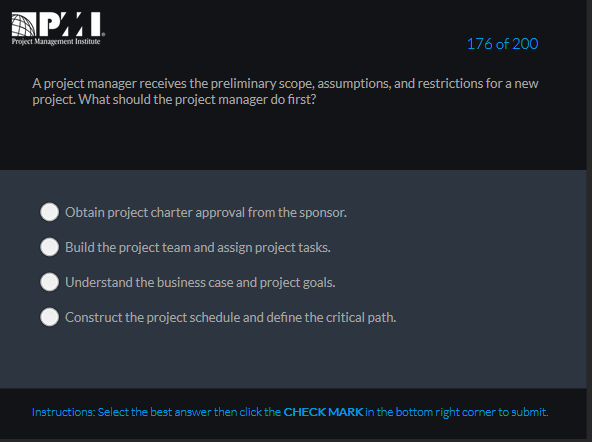 PMI
Project Management Institute
176 of 200
A project manager receives the preliminary scope, assumptions, and restrictions for a new
project. What should the project manager do first?
Obtain project charter approval from the sponsor.
Build the project team and assign project tasks.
Understand the business case and project goals.
Construct the project schedule and define the critical path.
Instructions: Select the best answer then click the CHECK MARK in the bottom right corner to submit.